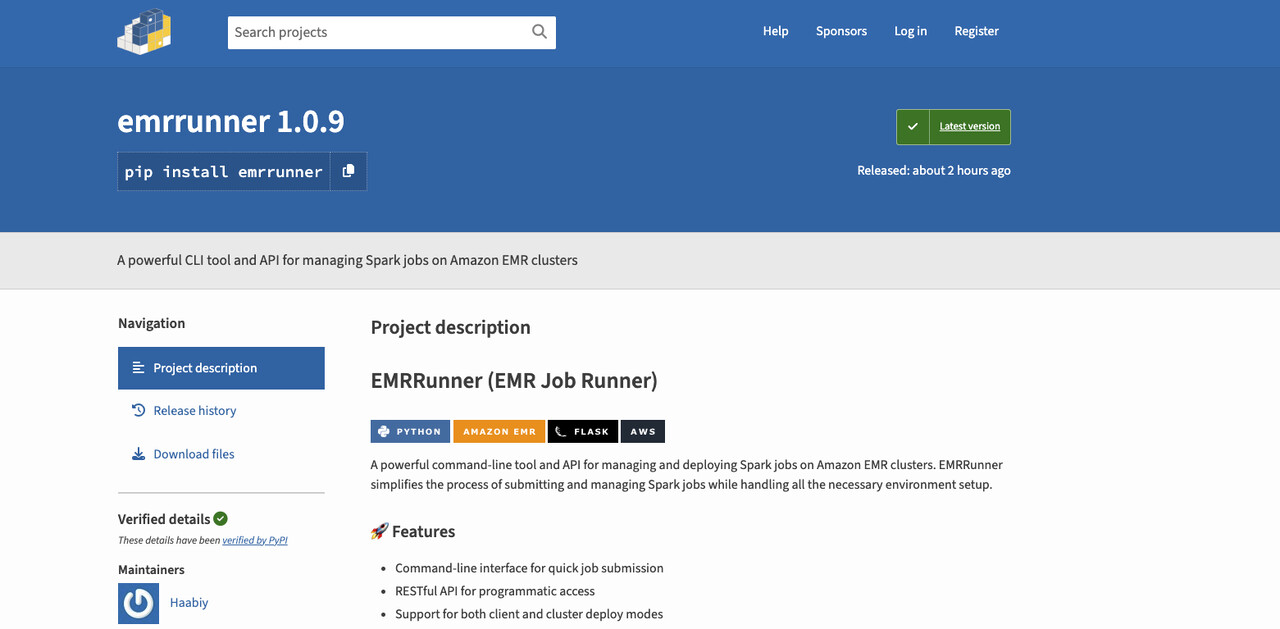 Search projects
Help
Sponsors
Log in
Register
emrrunner 1.0.9
Latest version
pip install emrrunner
Released: about 2 hours ago
A powerful CLI tool and API for managing Spark jobs on Amazon EMR clusters
Navigation
Project description
Release history
Download files
Verified details
These details have been verified by PyPI
Maintainers
Haabiy
Project description
EMRRunner (EMR Job Runner)
PYTHON
AMAZON EMR
FLASK
AWS
A powerful command-line tool and API for managing and deploying Spark jobs on Amazon EMR clusters. EMRRunner
simplifies the process of submitting and managing Spark jobs while handling all the necessary environment setup.
🚀 Features
• Command-line interface for quick job submission
• RESTful API for programmatic access
• Support for both client and cluster deploy modes